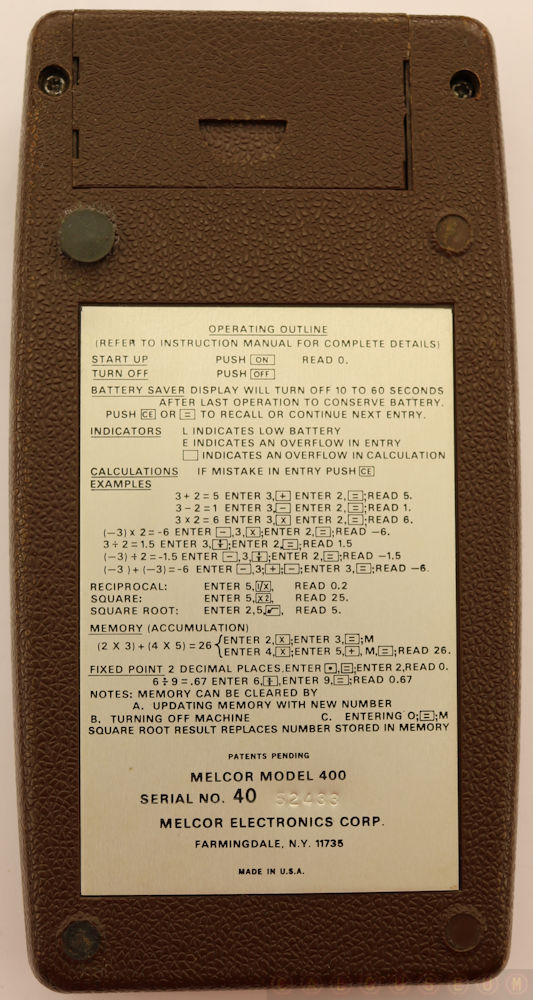 OPERATING OUTLINE
(REFER TO INSTRUCTION MANUAL FOR COMPLETE DETAILS)
START UP PUSH ON READ 0.
TURN OFF PUSH OFF
BATTERY SAVER DISPLAY WILL TURN OFF 10 TO 60 SECONDS
AFTER LAST OPERATION TO CONSERVE BATTERY.
PUSH CE OR = TO RECALL OR CONTINUE NEXT ENTRY.
INDICATORS L INDICATES LOW BATTERY
E INDICATES AN OVERFLOW IN ENTRY
□ INDICATES AN OVERFLOW IN CALCULATION
CALCULATIONS IF MISTAKE IN ENTRY PUSH CE
EXAMPLES
3 + 2 = 5 ENTER 3, + ENTER 2, = ; READ 5.
3 − 2 = 1 ENTER 3, − ENTER 2, = ; READ 1.
3 x 2 = 6 ENTER 3, x ENTER 2, = ; READ 6.
(−3) x 2 = -6 ENTER − ,3, x ; ENTER 2, = ; READ −6.
3 ÷ 2 = 1.5 ENTER 3, ÷ ; ENTER 2, = ; READ 1.5
(−3) ÷ 2 = -1.5 ENTER − ,3, ÷ ; ENTER 2, = ; READ −1.5
(−3 ) + (−3) = −6 ENTER − ,3; + ; − ; ENTER 3, = ; READ −6.
RECIPROCAL: ENTER 5, 1/x , READ 0.2
SQUARE: ENTER 5, x2 , READ 25.
SQUARE ROOT: ENTER 2,5, √ , READ 5.
MEMORY (ACCUMULATION)
(2 X 3) + (4 X 5) = 26 { ENTER 2, x ; ENTER 3, = ; M
ENTER 4, x ; ENTER 5, + , M, = ; READ 26.
FIXED POINT 2 DECIMAL PLACES. ENTER • , = ; ENTER 2, READ 0.
6 ÷ 9 = .67 ENTER 6, ÷ , ENTER 9, = ; READ 0.67
NOTES: MEMORY CAN BE CLEARED BY
A. UPDATING MEMORY WITH NEW NUMBER
B. TURNING OFF MACHINE C. ENTERING O; = ; M
SQUARE ROOT RESULT REPLACES NUMBER STORED IN MEMORY
PATENTS PENDING
MELCOR MODEL 400
SERIAL NO. 40 52433
MELCOR ELECTRONICS CORP.
FARMINGDALE, N.Y. 11735
MADE IN U.S.A.
CALCUSEUM